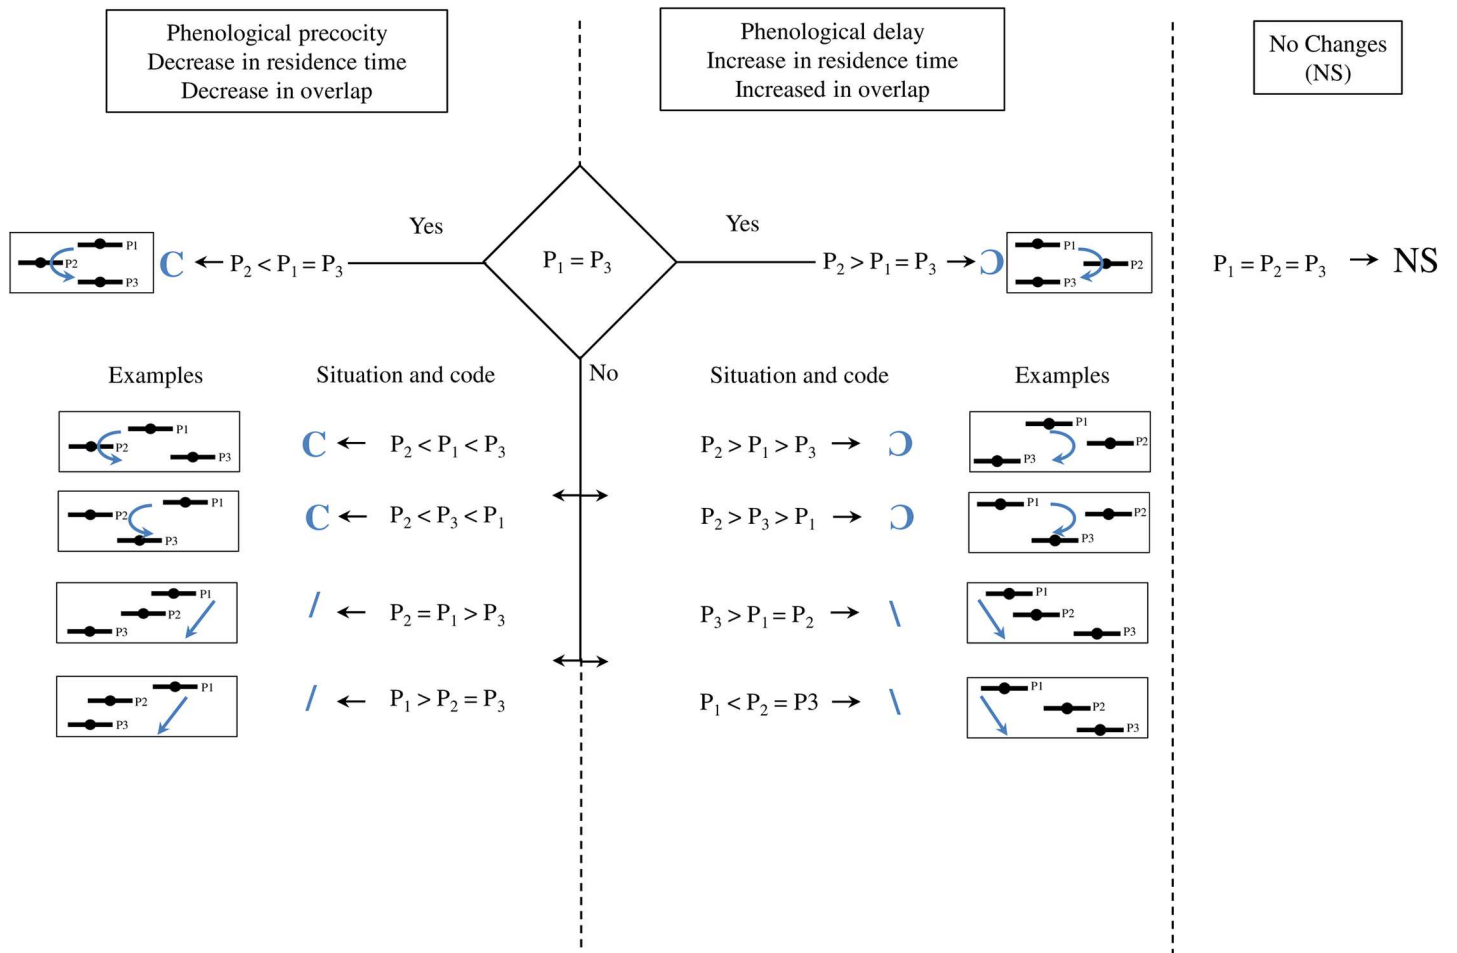 Phenological precocity
Decrease in residence time
Decrease in overlap
Phenological delay
Increase in residence time
Increased in overlap
No Changes
(NS)
Yes
Yes
P1
P2
P3
C ← P₂ < P₁ = P₃
P₁ = P₃
P₂ > P₁ = P₃ → Ɔ
P1
P2
P3
P₁ = P₂ = P₃ → NS
No
Examples
Situation and code
Situation and code
Examples
P1
P2
P3
C ← P₂ < P₁ < P₃
P₂ > P₁ > P₃ → Ɔ
P1
P2
P3
P1
P2
P3
C ← P₂ < P₃ < P₁
P₂ > P₃ > P₁ → Ɔ
P1
P2
P3
P1
P2
P3
/ ← P₂ = P₁ > P₃
P₃ > P₁ = P₂ → \
P1
P2
P3
P1
P2
P3
/ ← P₁ > P₂ = P₃
P₁ < P₂ = P3 → \
P1
P2
P3